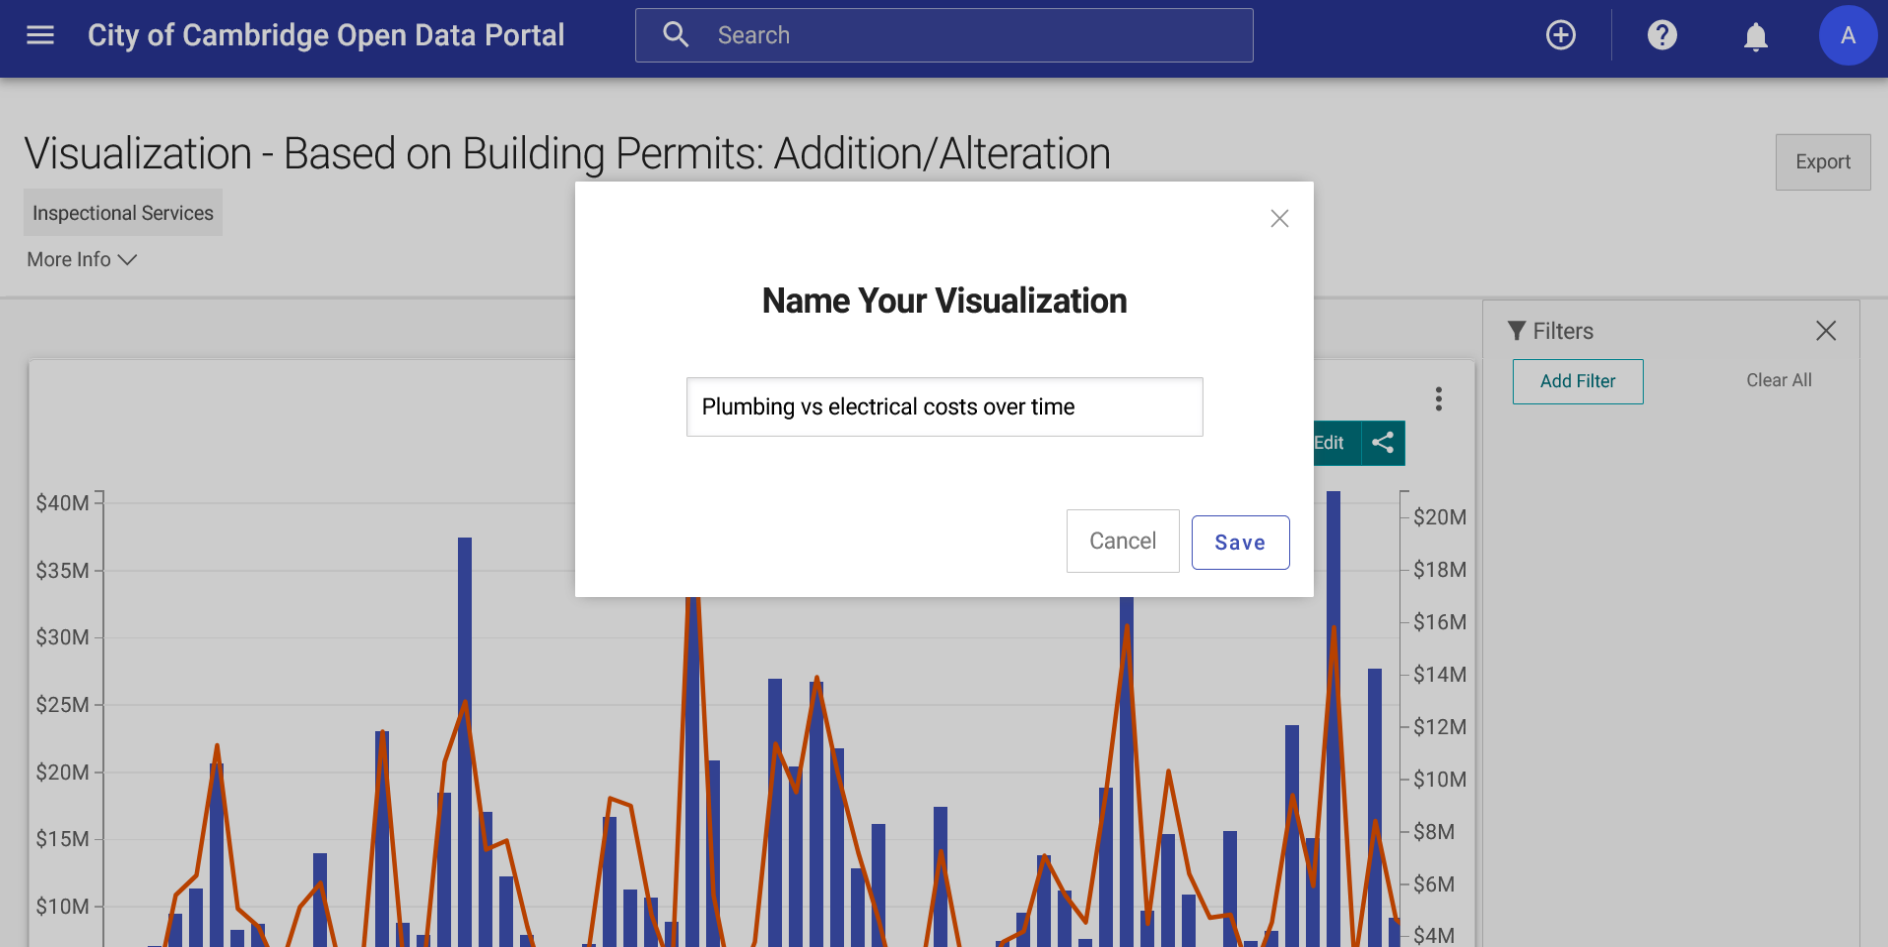 City of Cambridge Open Data Portal
Search
A
Visualization - Based on Building Permits: Addition/Alteration
Export
Inspectional Services
More Info
Name Your Visualization
Plumbing vs electrical costs over time
Cancel
Save
Filters
Add Filter
Clear All
Edit
$40M
$35M
$30M
$25M
$20M
$15M
$10M
$20M
$18M
$16M
$14M
$12M
$10M
$8M
$6M
$4M